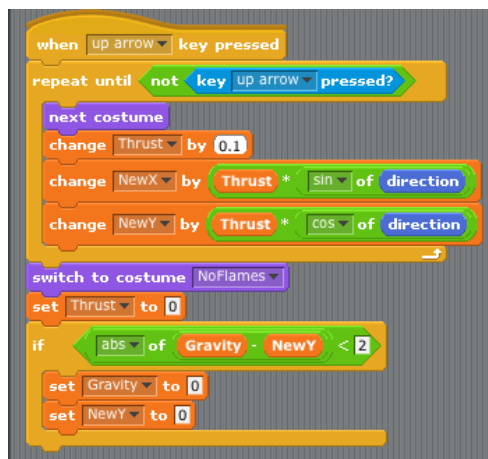 when up arrow key pressed
repeat until not key up arrow pressed?
next costume
change Thrust by 0.1
change NewX by Thrust * sin of direction
change NewY by Thrust * cos of direction
switch to costume NoFlames
set Thrust to 0
if abs of Gravity - NewY < 2
set Gravity to 0
set NewY to 0